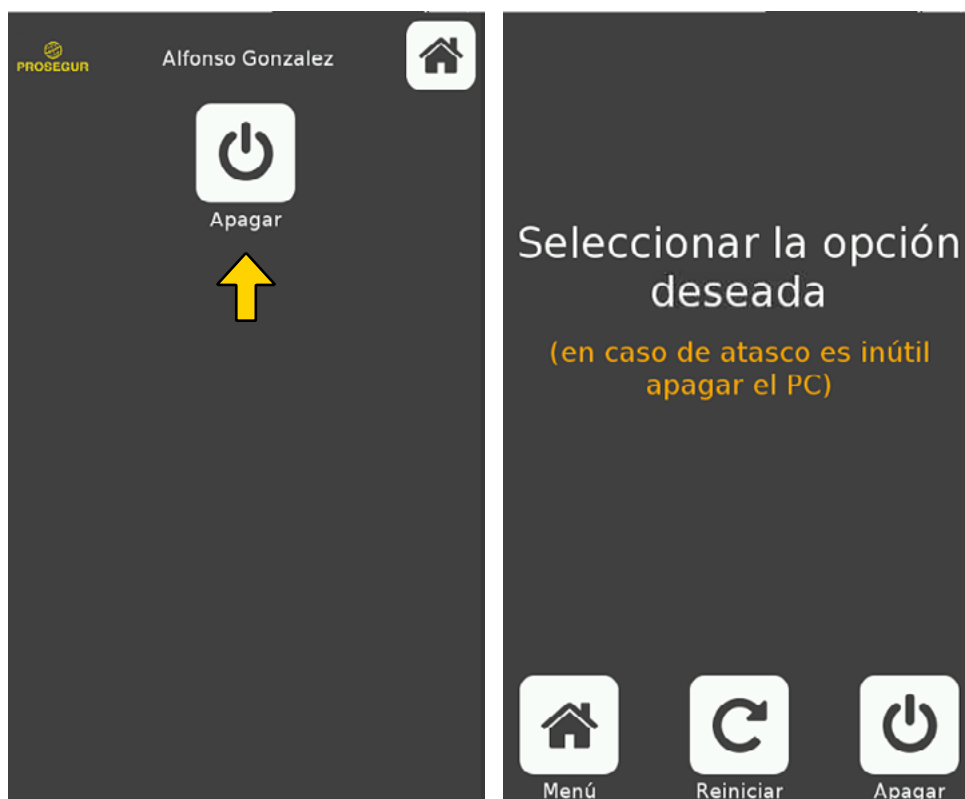 PROSEGUR
Alfonso Gonzalez
Apagar
Seleccionar la opción
deseada
(en caso de atasco es inútil
apagar el PC)
Menú
Reiniciar
Apagar